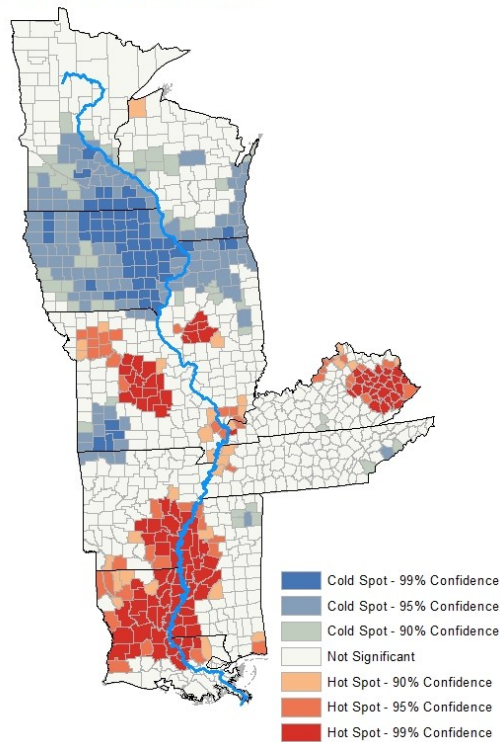 Cold Spot - 99% Confidence
Cold Spot - 95% Confidence
Cold Spot - 90% Confidence
Not Significant
Hot Spot - 90% Confidence
Hot Spot - 95% Confidence
Hot Spot - 99% Confidence